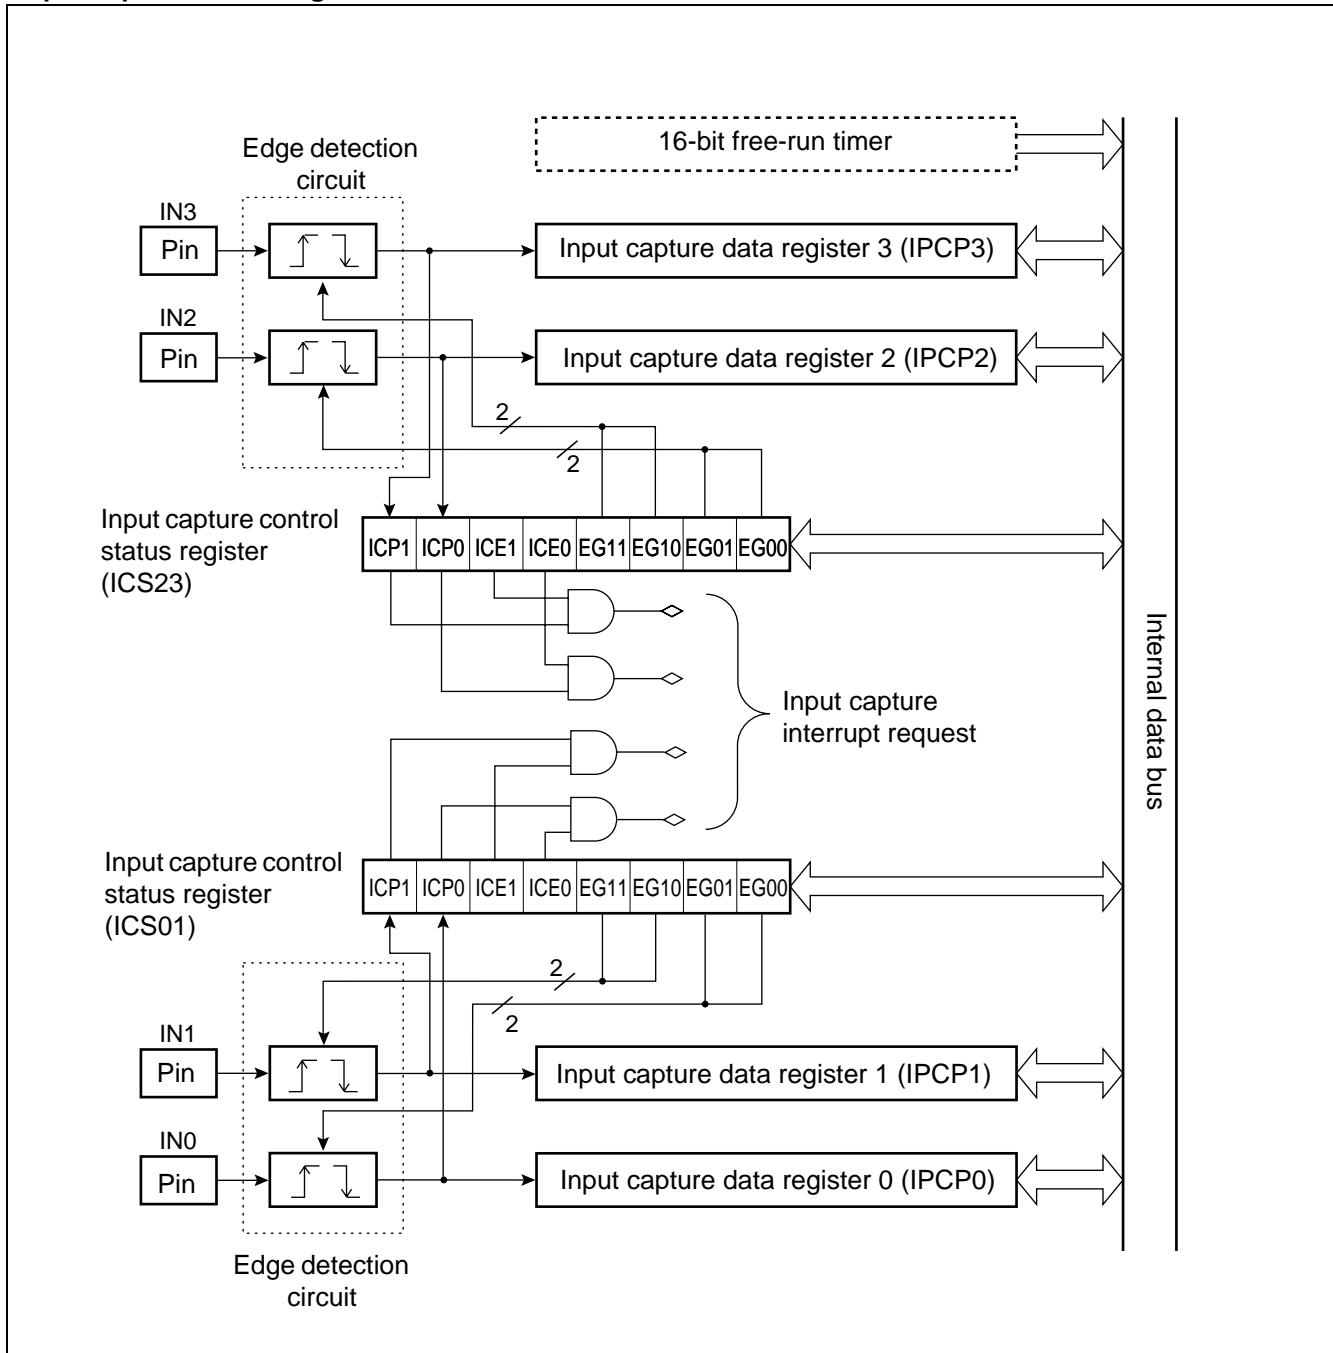 16-bit free-run timer
Edge detection
circuit
IN3
Pin
Input capture data register 3 (IPCP3)
IN2
Pin
Input capture data register 2 (IPCP2)
2
2
Input capture control
status register
(ICS23)
ICP1 ICP0 ICE1 ICE0 EG11 EG10 EG01 EG00
Internal data bus
Input capture
interrupt request
Input capture control
status register
(ICS01)
ICP1 ICP0 ICE1 ICE0 EG11 EG10 EG01 EG00
2
2
IN1
Pin
Input capture data register 1 (IPCP1)
IN0
Pin
Input capture data register 0 (IPCP0)
Edge detection
circuit